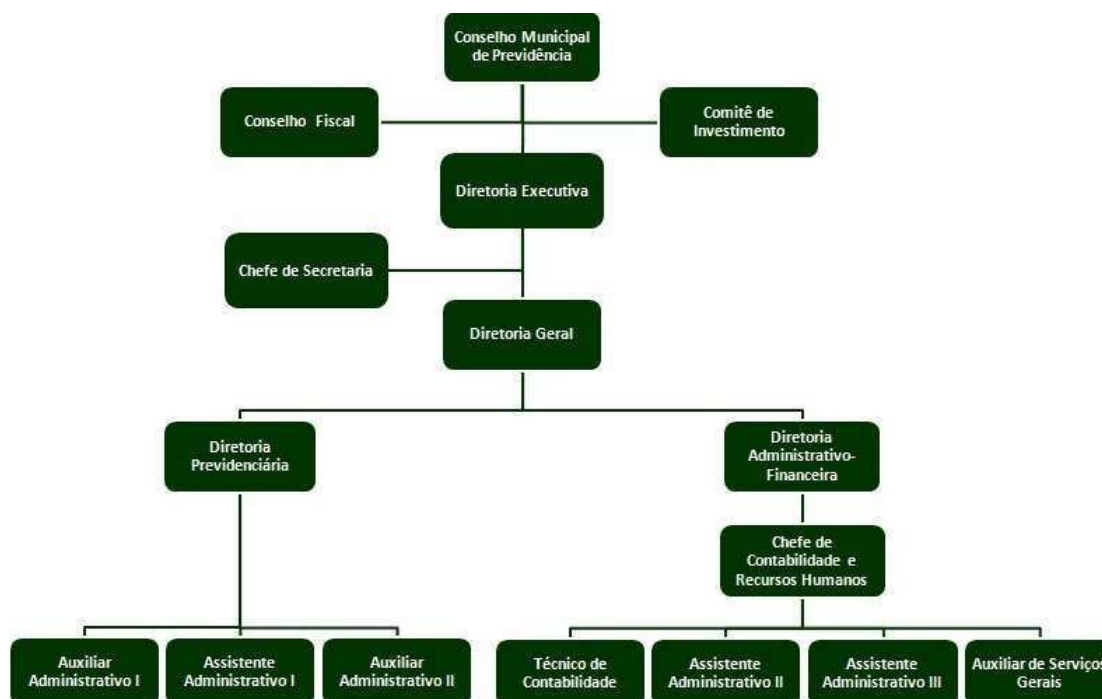 Conselho Municipal
de Previdência
Conselho Fiscal
Comitê de
Investimento
Diretoria Executiva
Chefe de Secretaria
Diretoria Geral
Diretoria
Previdenciária
Diretoria
Administrativo-
Financeira
Chefe de
Contabilidade e
Recursos Humanos
Auxiliar
Administrativo I
Assistente
Administrativo I
Auxiliar
Administrativo II
Técnico de
Contabilidade
Assistente
Administrativo II
Assistente
Administrativo III
Auxiliar de Serviços
Gerais